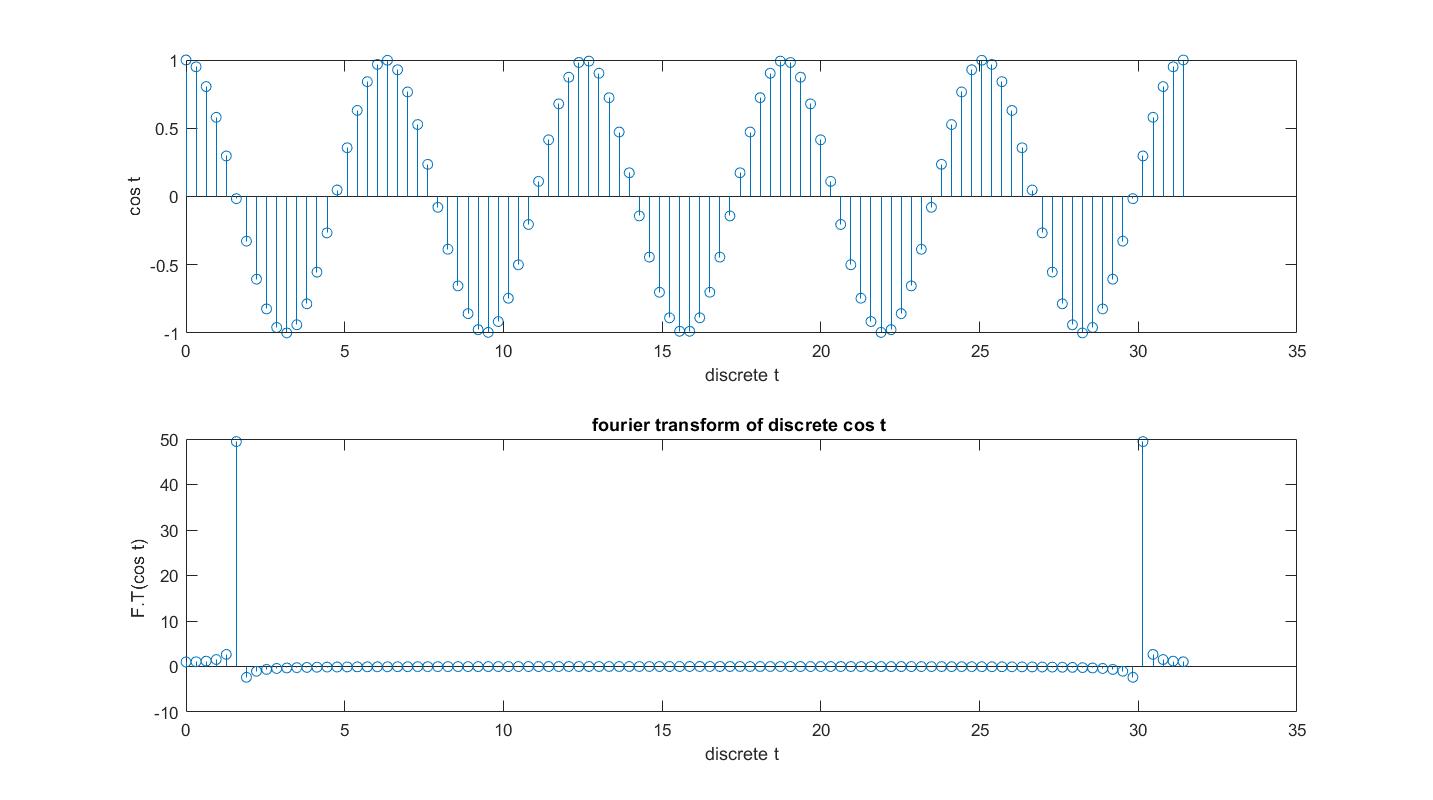 1
0.5
0
-0.5
-1
cos t
0 5 10 15 20 25 30 35
discrete t
fourier transform of discrete cos t
50
40
30
20
10
0
-10
F.T(cos t)
0 5 10 15 20 25 30 35
discrete t